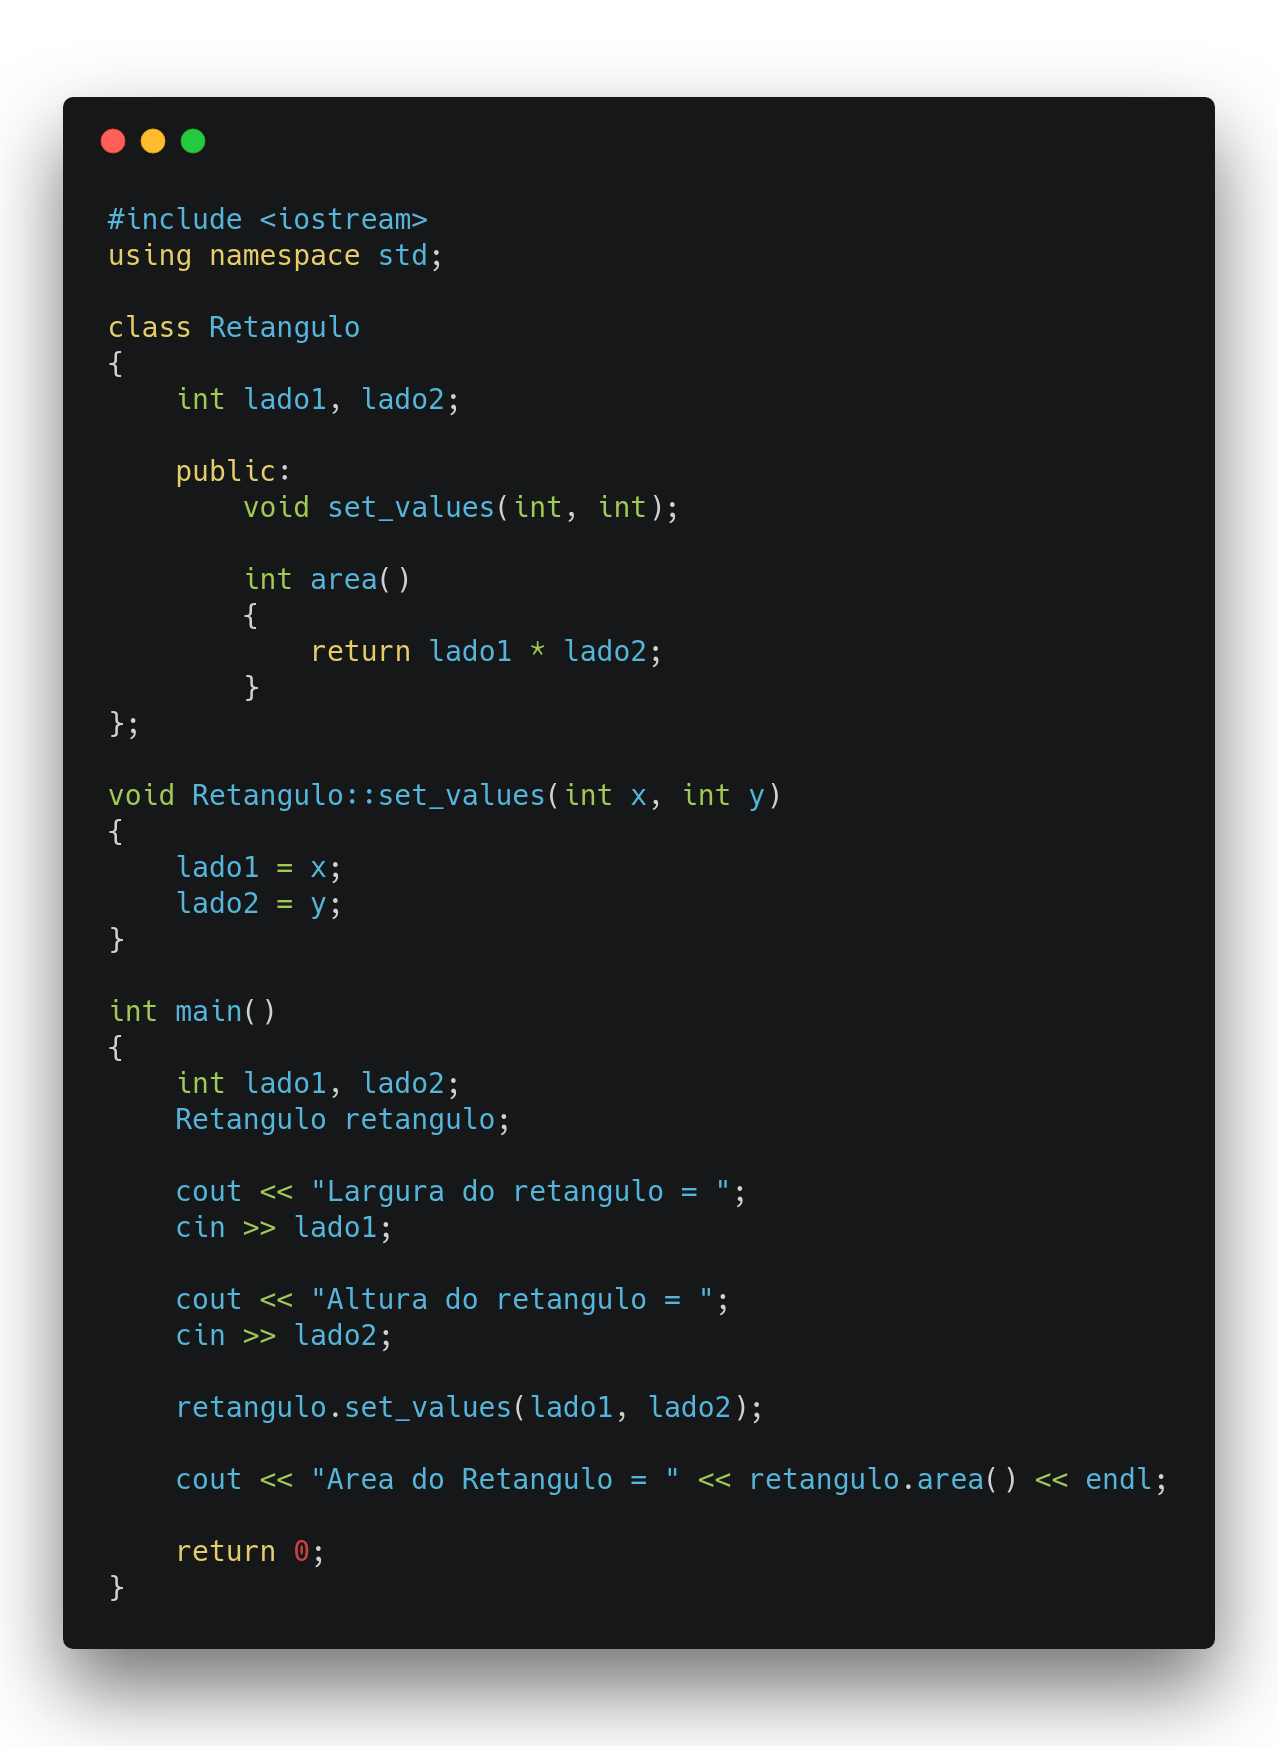 #include <iostream>
using namespace std;

class Retangulo
{
    int lado1, lado2;

    public:
        void set_values(int, int);

        int area()
        {
            return lado1 * lado2;
        }
};

void Retangulo::set_values(int x, int y)
{
    lado1 = x;
    lado2 = y;
}

int main()
{
    int lado1, lado2;
    Retangulo retangulo;

    cout << "Largura do retangulo = ";
    cin >> lado1;

    cout << "Altura do retangulo = ";
    cin >> lado2;

    retangulo.set_values(lado1, lado2);

    cout << "Area do Retangulo = " << retangulo.area() << endl;

    return 0;
}